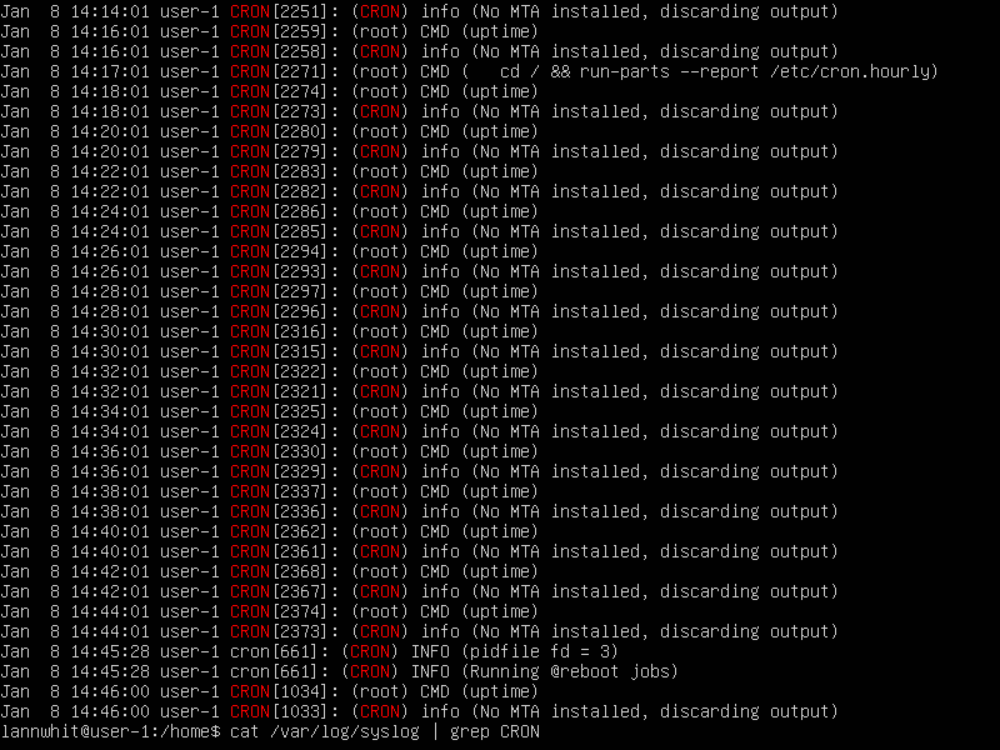 Jan  8 14:14:01 user-1 CRON[2251]: (CRON) info (No MTA installed, discarding output)
Jan  8 14:16:01 user-1 CRON[2259]: (root) CMD (uptime)
Jan  8 14:16:01 user-1 CRON[2258]: (CRON) info (No MTA installed, discarding output)
Jan  8 14:17:01 user-1 CRON[2271]: (root) CMD (   cd / && run-parts --report /etc/cron.hourly)
Jan  8 14:18:01 user-1 CRON[2274]: (root) CMD (uptime)
Jan  8 14:18:01 user-1 CRON[2273]: (CRON) info (No MTA installed, discarding output)
Jan  8 14:20:01 user-1 CRON[2280]: (root) CMD (uptime)
Jan  8 14:20:01 user-1 CRON[2279]: (CRON) info (No MTA installed, discarding output)
Jan  8 14:22:01 user-1 CRON[2283]: (root) CMD (uptime)
Jan  8 14:22:01 user-1 CRON[2282]: (CRON) info (No MTA installed, discarding output)
Jan  8 14:24:01 user-1 CRON[2286]: (root) CMD (uptime)
Jan  8 14:24:01 user-1 CRON[2285]: (CRON) info (No MTA installed, discarding output)
Jan  8 14:26:01 user-1 CRON[2294]: (root) CMD (uptime)
Jan  8 14:26:01 user-1 CRON[2293]: (CRON) info (No MTA installed, discarding output)
Jan  8 14:28:01 user-1 CRON[2297]: (root) CMD (uptime)
Jan  8 14:28:01 user-1 CRON[2296]: (CRON) info (No MTA installed, discarding output)
Jan  8 14:30:01 user-1 CRON[2316]: (root) CMD (uptime)
Jan  8 14:30:01 user-1 CRON[2315]: (CRON) info (No MTA installed, discarding output)
Jan  8 14:32:01 user-1 CRON[2322]: (root) CMD (uptime)
Jan  8 14:32:01 user-1 CRON[2321]: (CRON) info (No MTA installed, discarding output)
Jan  8 14:34:01 user-1 CRON[2325]: (root) CMD (uptime)
Jan  8 14:34:01 user-1 CRON[2324]: (CRON) info (No MTA installed, discarding output)
Jan  8 14:36:01 user-1 CRON[2330]: (root) CMD (uptime)
Jan  8 14:36:01 user-1 CRON[2329]: (CRON) info (No MTA installed, discarding output)
Jan  8 14:38:01 user-1 CRON[2337]: (root) CMD (uptime)
Jan  8 14:38:01 user-1 CRON[2336]: (CRON) info (No MTA installed, discarding output)
Jan  8 14:40:01 user-1 CRON[2362]: (root) CMD (uptime)
Jan  8 14:40:01 user-1 CRON[2361]: (CRON) info (No MTA installed, discarding output)
Jan  8 14:42:01 user-1 CRON[2368]: (root) CMD (uptime)
Jan  8 14:42:01 user-1 CRON[2367]: (CRON) info (No MTA installed, discarding output)
Jan  8 14:44:01 user-1 CRON[2374]: (root) CMD (uptime)
Jan  8 14:44:01 user-1 CRON[2373]: (CRON) info (No MTA installed, discarding output)
Jan  8 14:45:28 user-1 cron[661]: (CRON) INFO (pidfile fd = 3)
Jan  8 14:45:28 user-1 cron[661]: (CRON) INFO (Running @reboot jobs)
Jan  8 14:46:00 user-1 CRON[1034]: (root) CMD (uptime)
Jan  8 14:46:00 user-1 CRON[1033]: (CRON) info (No MTA installed, discarding output)
lannwhit@user-1:/home$ cat /var/log/syslog | grep CRON